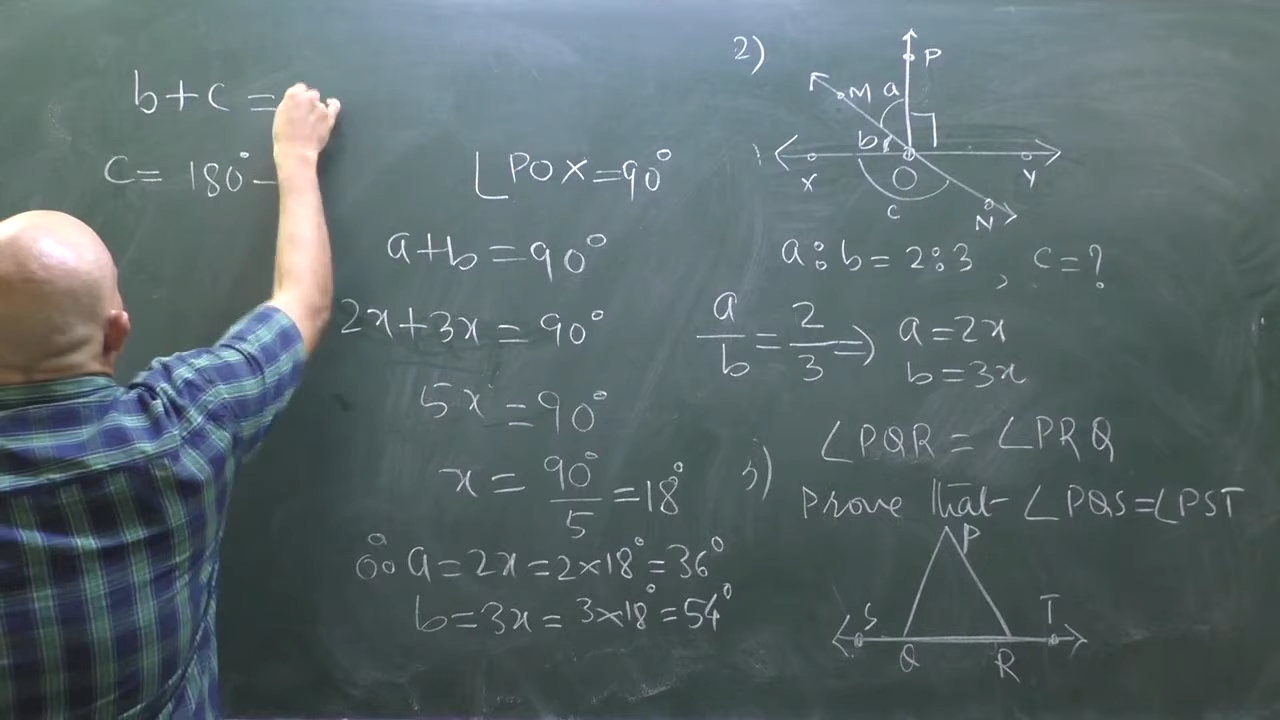 b+c =
c = 180° –
∠POX=90°
a+b=90°
2x+3x=90°
5x=90°
x = 90°/5 =18°
∴ a=2x=2×18°=36°
b=3x=3×18°=54°
2)
P
M a
b
X O Y
c
N
a:b=2:3, c=?
a/b=2/3⇒ a=2x
b=3x
3) ∠PQR = ∠PRQ
Prove that ∠PQS=∠PST
P
S T
Q R